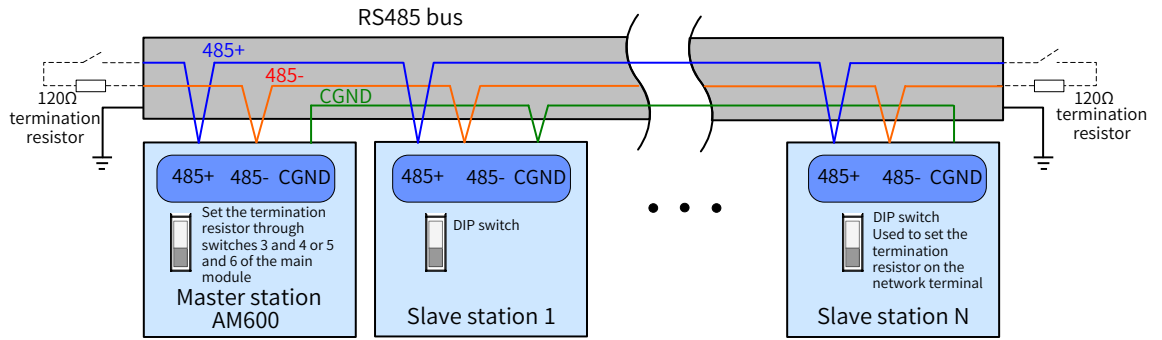 RS485 bus
485+
485-
CGND
120Ω
termination
resistor
120Ω
termination
resistor
485+ 485- CGND
Set the termination
resistor through
switches 3 and 4 or 5
and 6 of the main
module
Master station
AM600
485+ 485- CGND
DIP switch
Slave station 1
485+ 485- CGND
DIP switch
Used to set the
termination
resistor on the
network terminal
Slave station N